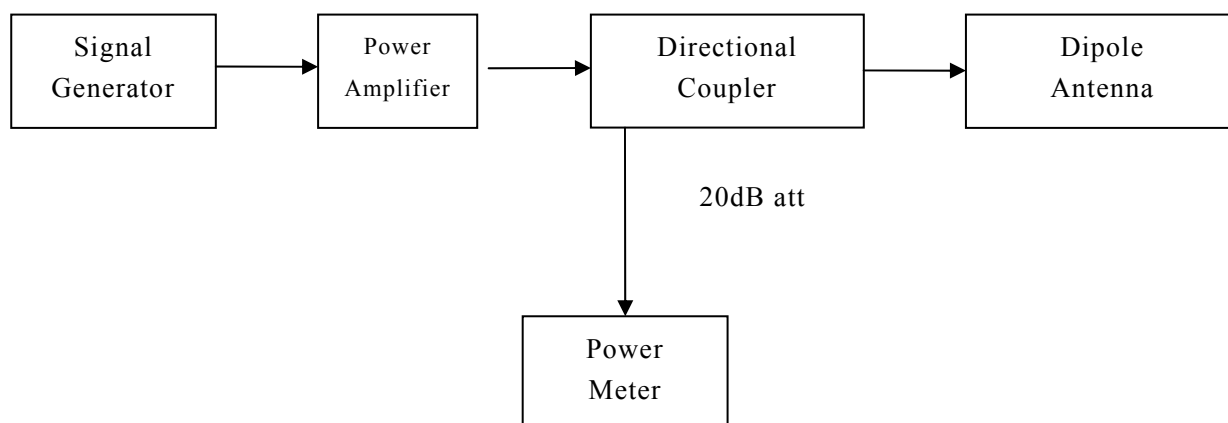 Signal
Generator
Power
Amplifier
Directional
Coupler
Dipole
Antenna
20dB att
Power
Meter